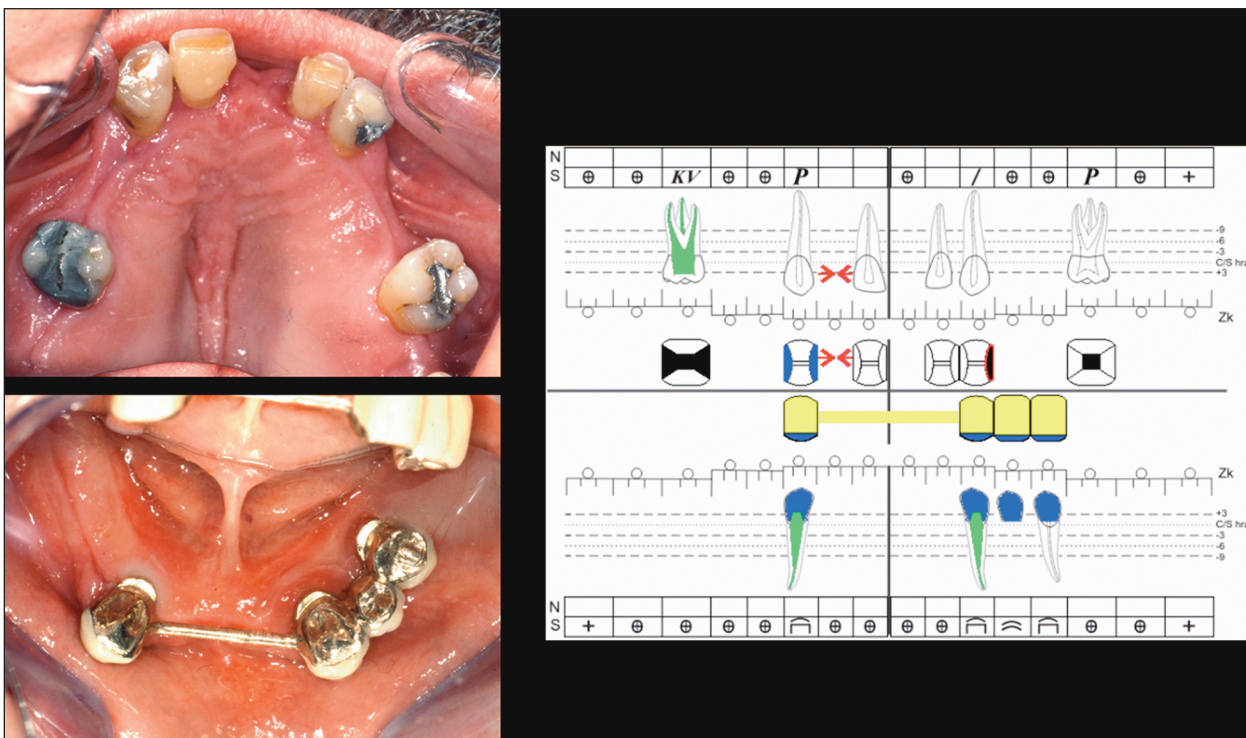 N
S ⊕ ⊕ KV ⊕ ⊕ P ⊕ / ⊕ ⊕ P ⊕ +
-9
-6
-3
C/S hra
+3
Zk
Zk
+3
C/S hra
-3
-6
-9
N
S + ⊕ ⊕ ⊕ ⊕ ⊕ ⊕ ⊕ ⊕ ⊕ ⊕ +